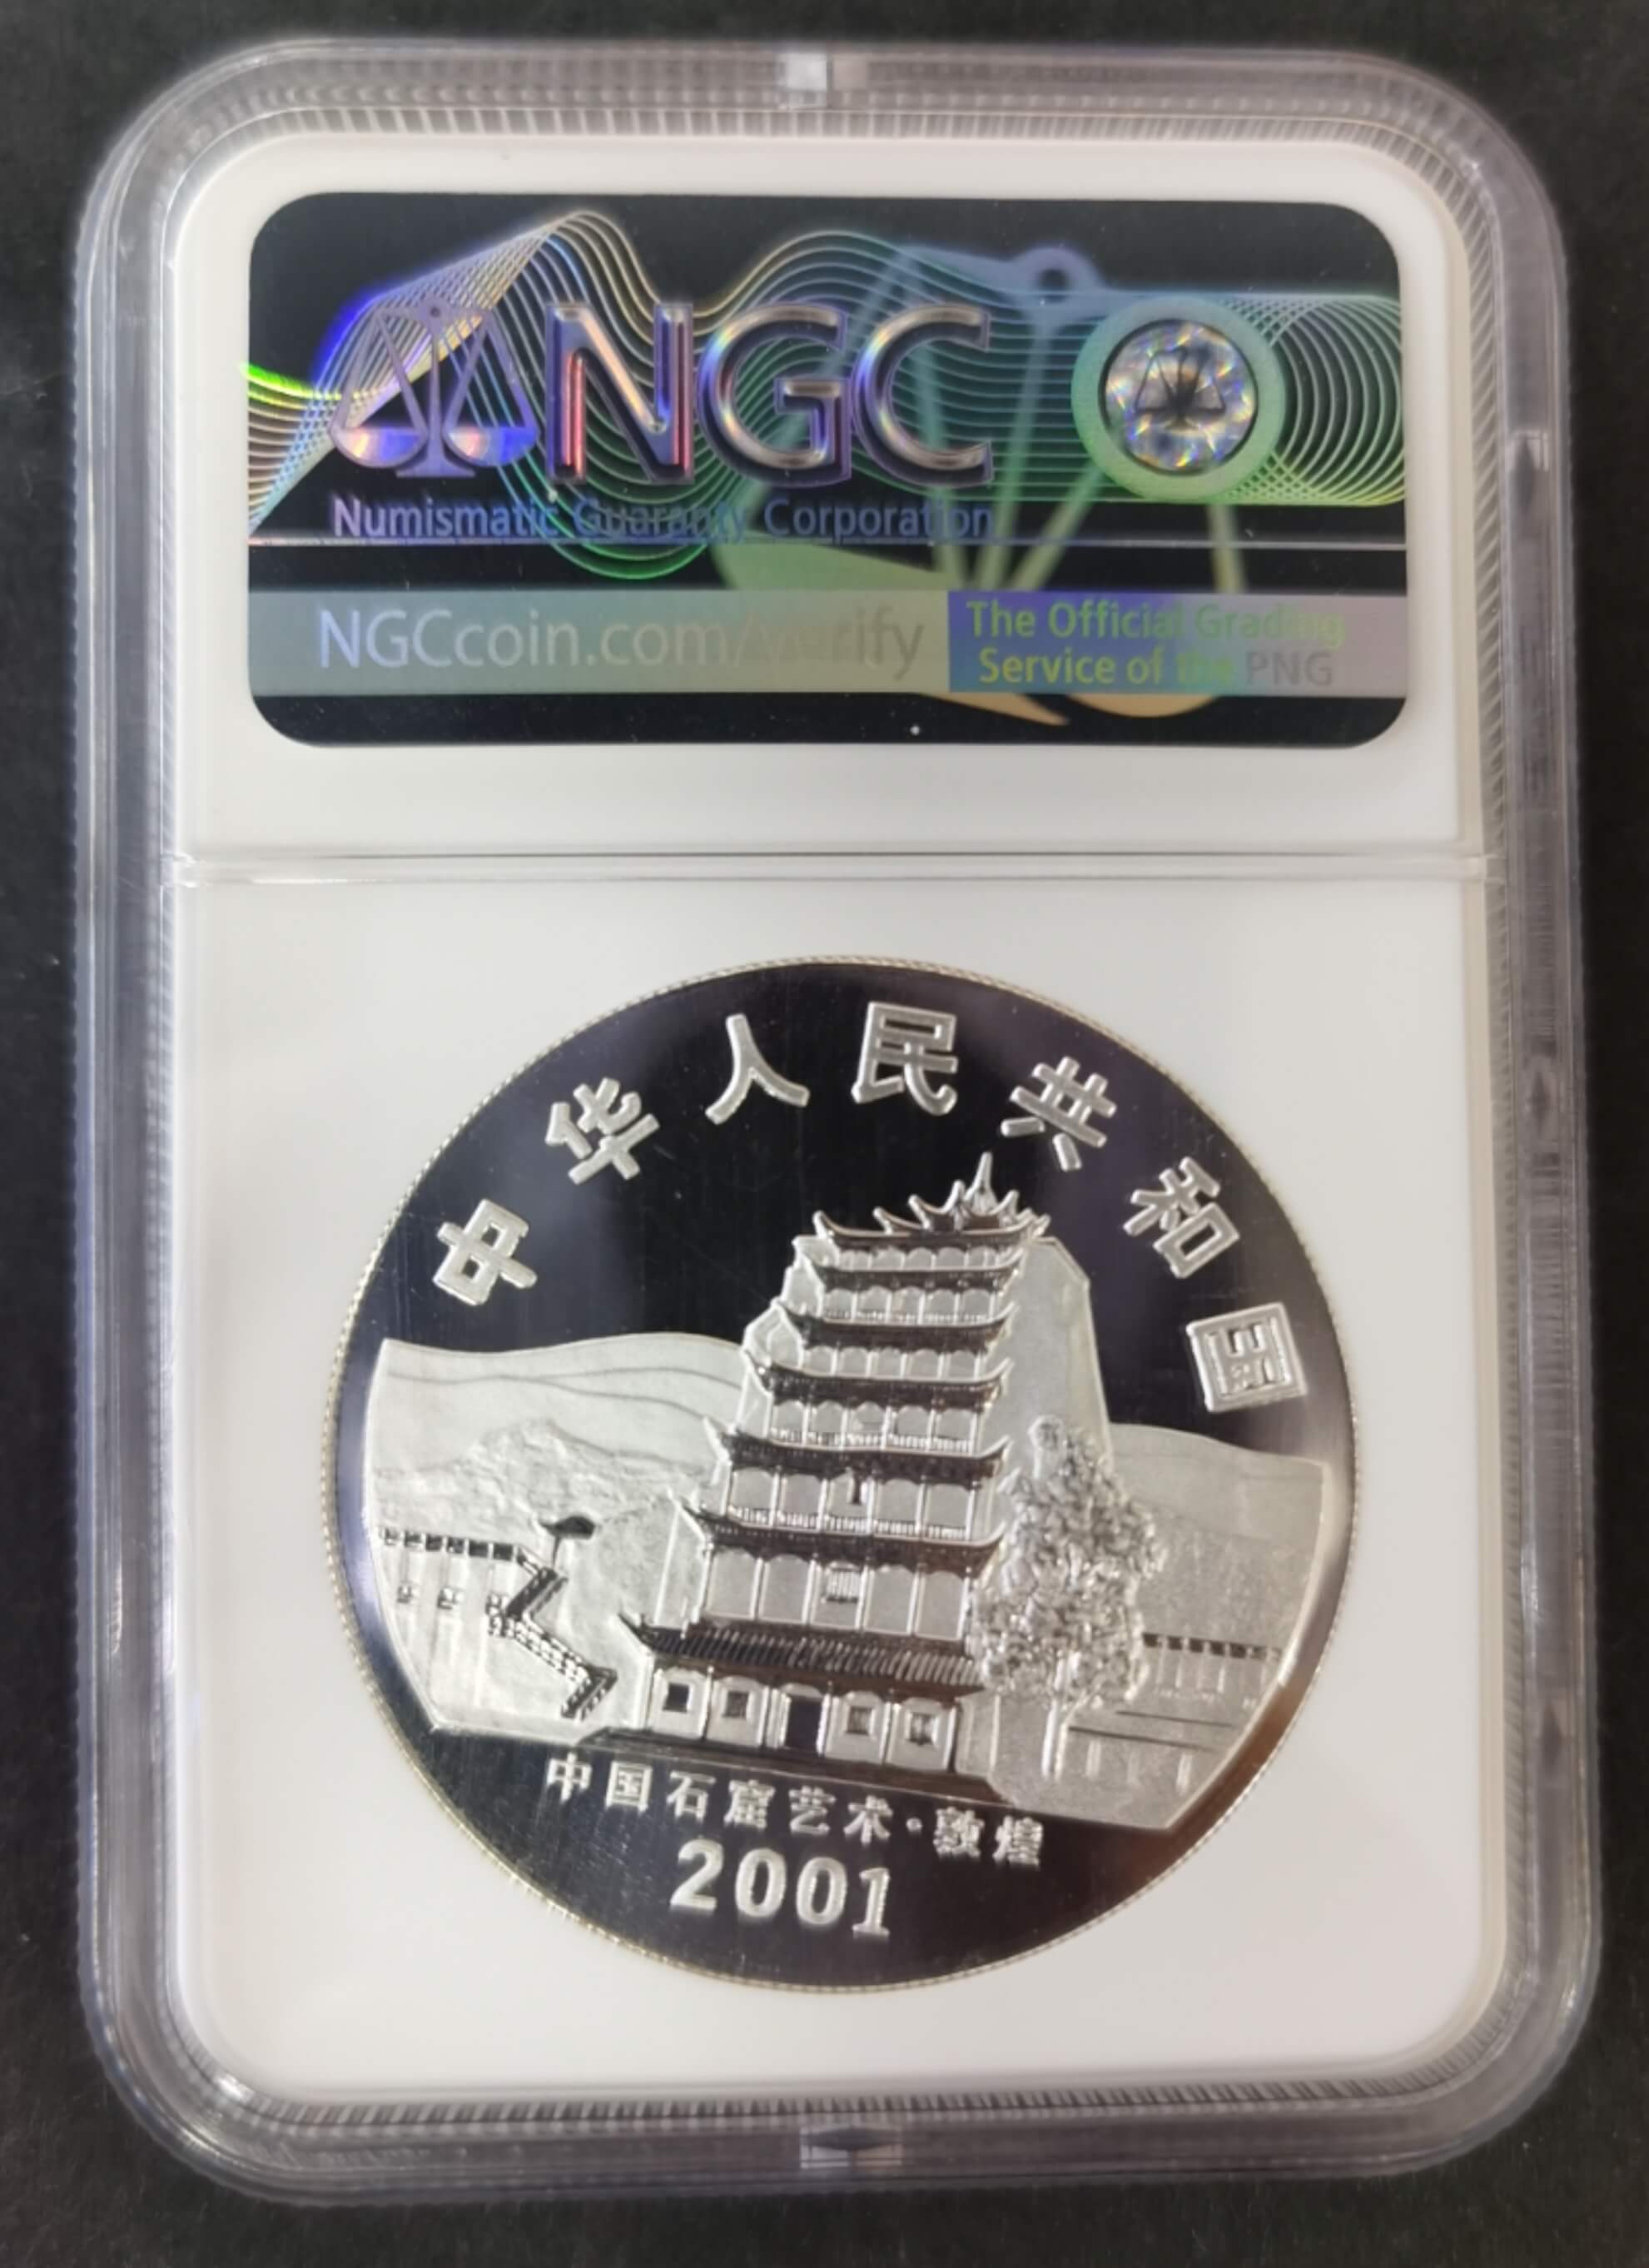 NGC
Numismatic Guaranty Corporation
NGCcoin.com/verify
The Official Grading
Service of the PNG
中华人民共和国
中国石窟艺术·敦煌
2001